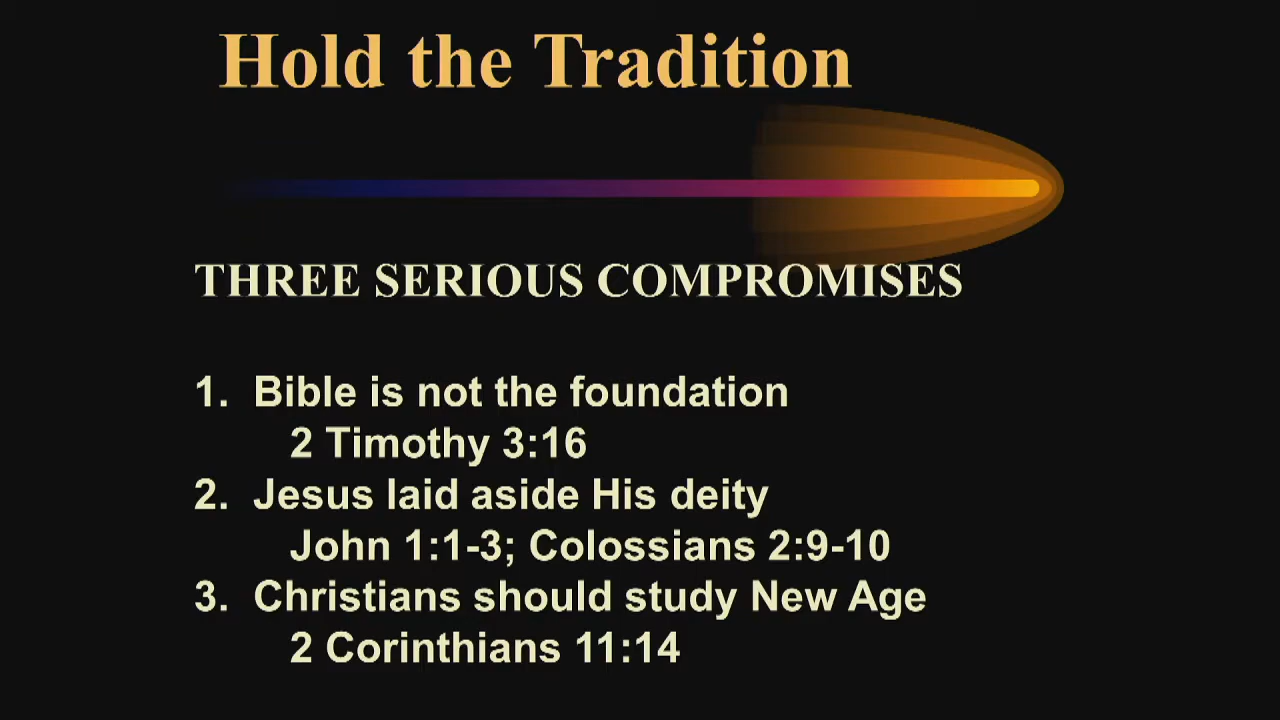 Hold the Tradition
THREE SERIOUS COMPROMISES
1. Bible is not the foundation
2 Timothy 3:16
2. Jesus laid aside His deity
John 1:1-3; Colossians 2:9-10
3. Christians should study New Age
2 Corinthians 11:14